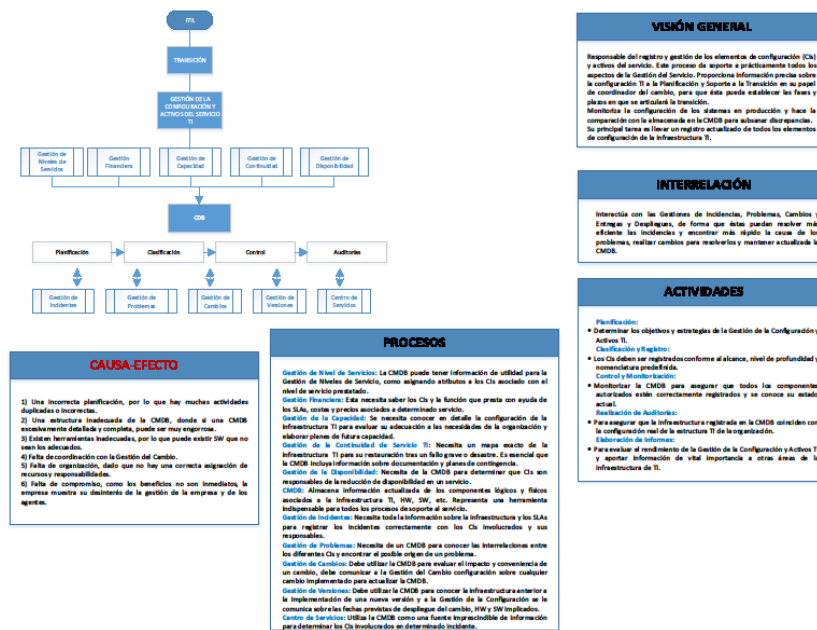 ITIL
TRANSICIÓN
GESTIÓN DE LA
CONFIGURACIÓN Y
ACTIVOS DEL SERVICIO
TI
Gestión de
Niveles de
Servicios
Gestión
Financiera
Gestión de
Capacidad
Gestión de
Continuidad
Gestión de
Disponibilidad
CDB
Planificación
Clasificación
Control
Auditorías
Gestión de
Incidentes
Gestión de
Problemas
Gestión de
Cambios
Gestión de
Versiones
Centro de
Servicios
VISIÓN GENERAL
Responsable del registro y gestión de los elementos de configuración (CIs)
y activos del servicio. Este proceso da soporte a prácticamente todos los
aspectos de la Gestión del Servicio. Proporciona información precisa sobre
la configuración TI a la Planificación y Soporte a la Transición en su papel
de coordinador del cambio, para que ésta pueda establecer las fases y
plazos en que se articulará la transición.
Monitoriza la configuración de los sistemas en producción y hace la
comparación con la almacenada en la CMDB para subsanar discrepancias.
Su principal tarea es llevar un registro actualizado de todos los elementos
de configuración de la infraestructura TI.
INTERRELACIÓN
Interactúa con las Gestiones de Incidencias, Problemas, Cambios y
Entregas y Despliegues, de forma que éstas puedan resolver más
eficiente las incidencias y encontrar más rápido la causa de los
problemas, realizar cambios para resolverlos y mantener actualizada la
CMDB.
ACTIVIDADES
Planificación:
• Determinar los objetivos y estrategias de la Gestión de la Configuración y
Activos TI.
Clasificación y Registro:
• Los CIs deben ser registrados conforme al alcance, nivel de profundidad y
nomenclatura predefinida.
Control y Monitorización:
• Monitorizar la CMDB para asegurar que todos los componentes
autorizados estén correctamente registrados y se conoce su estado
actual.
Realización de Auditorías:
• Para asegurar que la infraestructura registrada en la CMDB coinciden con
la configuración real de la estructura TI de la organización.
Elaboración de Informes:
• Para evaluar el rendimiento de la Gestión de la Configuración y Activos TI
y aportar información de vital importancia a otras áreas de la
infraestructura de TI.
CAUSA-EFECTO
1) Una incorrecta planificación, por lo que hay muchas actividades
duplicadas o incorrectas.
2) Una estructura inadecuada de la CMDB, donde si una CMDB
excesivamente detallada y completa, puede ser muy engorrosa.
3) Existen herramientas inadecuadas, por lo que puede existir SW que no
sean los adecuados.
4) Falta de coordinación con la Gestión del Cambio.
5) Falta de organización, dado que no hay una correcta asignación de
recursos y responsabilidades.
6) Falta de compromiso, como los beneficios no son inmediatos, la
empresa muestra su desinterés de la gestión de la empresa y de los
agentes.
PROCESOS
Gestión de Nivel de Servicios: La CMDB puede tener información de utilidad para la
Gestión de Niveles de Servicio, como asignando atributos a los CIs asociado con el
nivel de servicio prestatado.
Gestión Financiera: Esta necesita saber los CIs y la función que presta con ayuda de
los SLAs, costes y precios asociados a determinado servicio.
Gestión de la Capacidad: Se necesita conocer en detalle la configuración de la
infraestructura TI para evaluar su adecuación a las necesidades de la organización y
elaborar planes de futura capacidad.
Gestión de la Continuidad de Servicio TI: Necesita un mapa exacto de la
infraestructura TI para su restauración tras un fallo grave o desastre. Es esencial que
la CMDB incluya información sobre documentación y planes de contingencia.
Gestión de la Disponibilidad: Necesita de la CMDB para determinar que CIs son
responsables de la reducción de disponibilidad en un servicio.
CMDB: Almacena información actualizada de los componentes lógicos y físicos
asociados a la infraestructura TI, HW, SW, etc. Representa una herramienta
indispensable para todos los procesos de soporte al servicio.
Gestión de Incidentes: Necesita toda la información sobre la infraestructura y los SLAs
para registrar los incidentes correctamente con los CIs involucrados y sus
responsables.
Gestión de Problemas: Necesita de un CMDB para conocer las interrelaciones entre
los diferentes CIs y encontrar el posible origen de un problema.
Gestión de Cambios: Debe utilizar la CMDB para evaluar el impacto y conveniencia de
un cambio, debe comunicar a la Gestión del Cambio configuración sobre cualquier
cambio implementado para actualizar la CMDB.
Gestión de Versiones: Debe utilizar la CMDB para conocer la infraestructura anterior a
la implementación de una nueva versión y a la Gestión de la Configuración se le
comunica sobre las fechas previstas de despliegue del cambio, HW y SW implicados.
Centro de Servicios: Utiliza la CMDB como una fuente imprescindible de información
para determinar los CIs involucrados en determinado incidente.